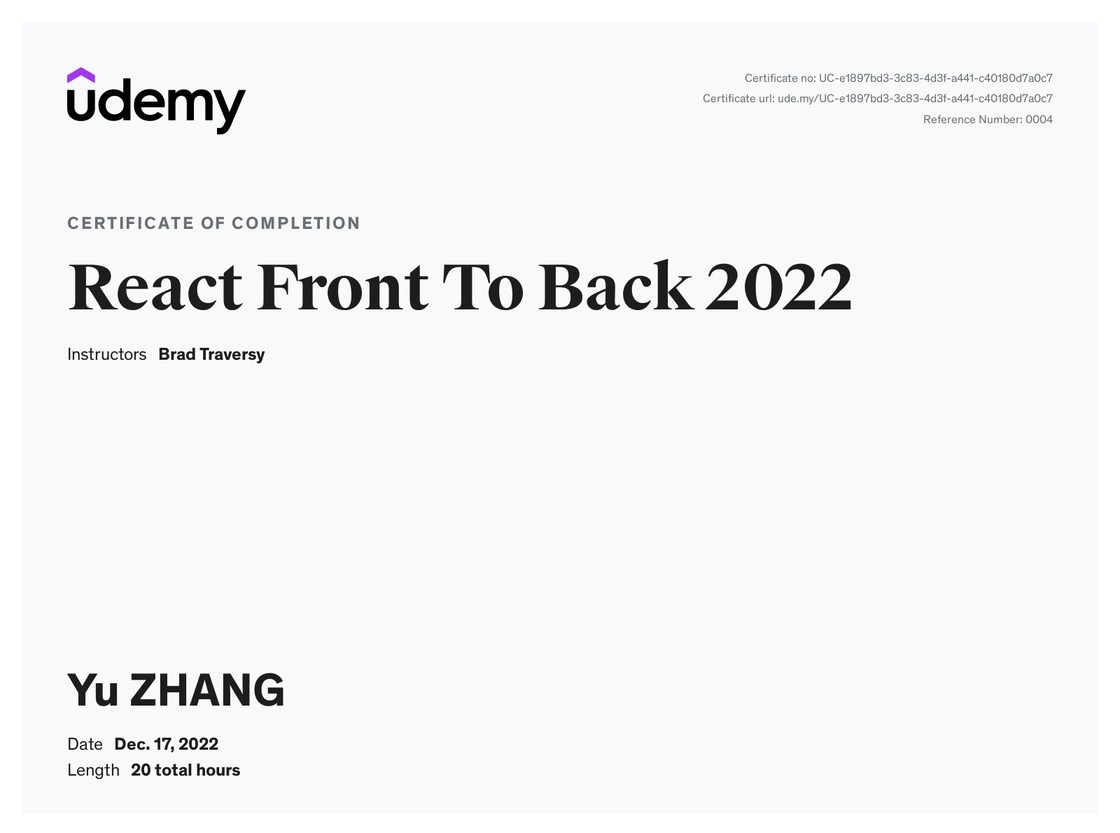 udemy
Certificate no: UC-e1897bd3-3c83-4d3f-a441-c40180d7a0c7
Certificate url: ude.my/UC-e1897bd3-3c83-4d3f-a441-c40180d7a0c7
Reference Number: 0004
CERTIFICATE OF COMPLETION
React Front To Back 2022
Instructors Brad Traversy
Yu ZHANG
Date Dec. 17, 2022
Length 20 total hours